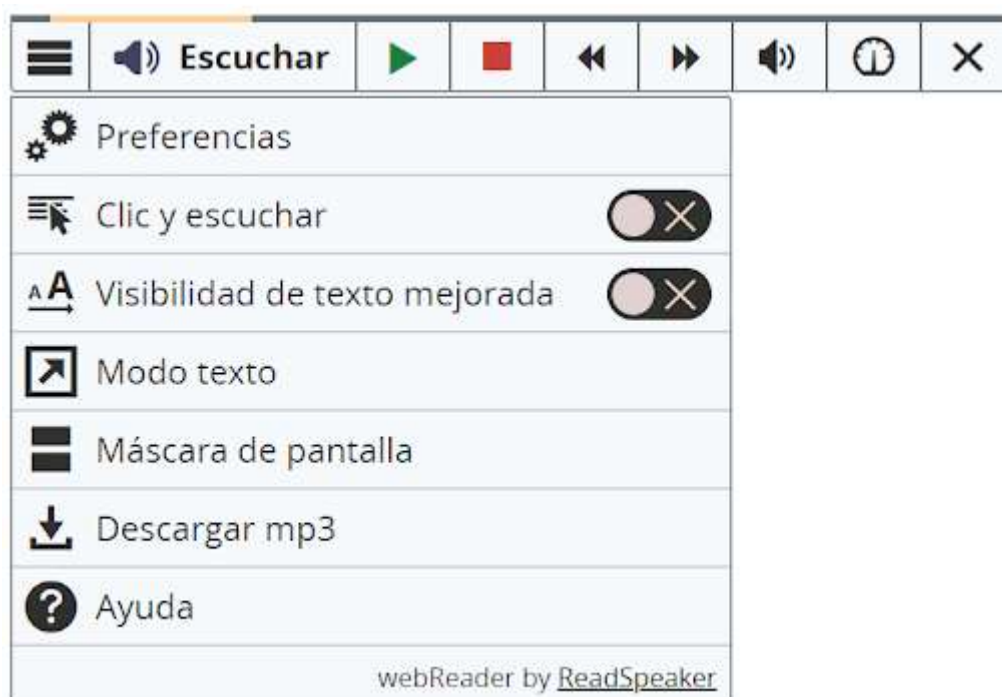 Escuchar
Preferencias
Clic y escuchar
AA Visibilidad de texto mejorada
Modo texto
Máscara de pantalla
Descargar mp3
? Ayuda
webReader by ReadSpeaker